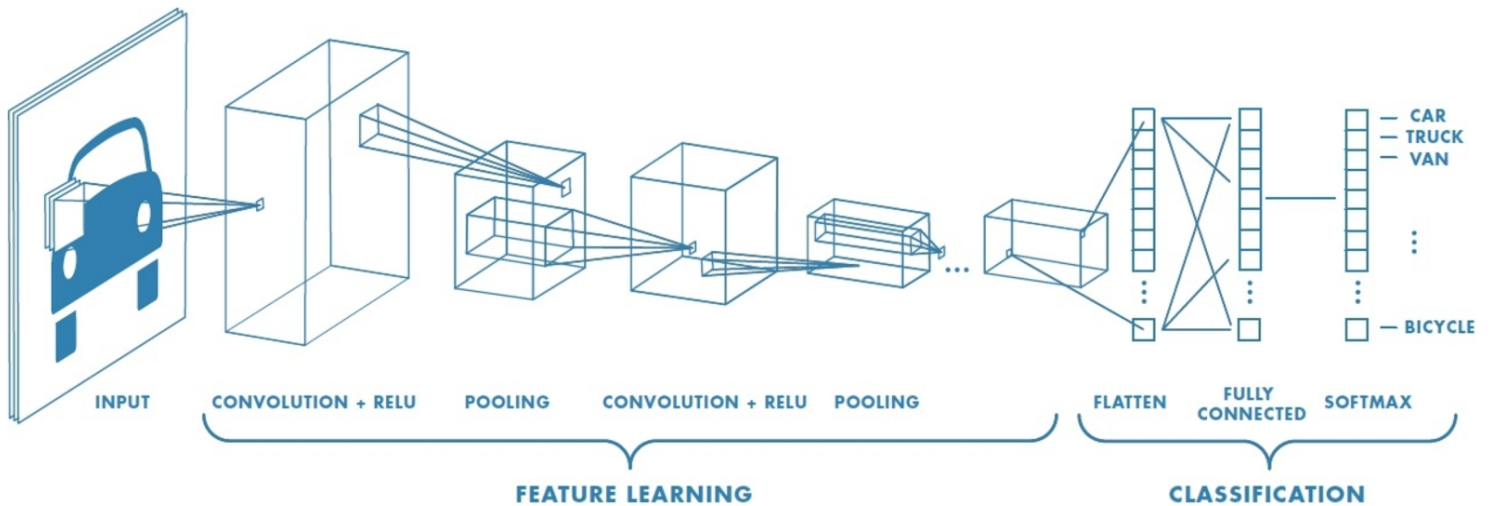 CAR
TRUCK
VAN
BICYCLE
INPUT
CONVOLUTION + RELU
POOLING
CONVOLUTION + RELU
POOLING
FLATTEN
FULLY
CONNECTED
SOFTMAX
FEATURE LEARNING
CLASSIFICATION